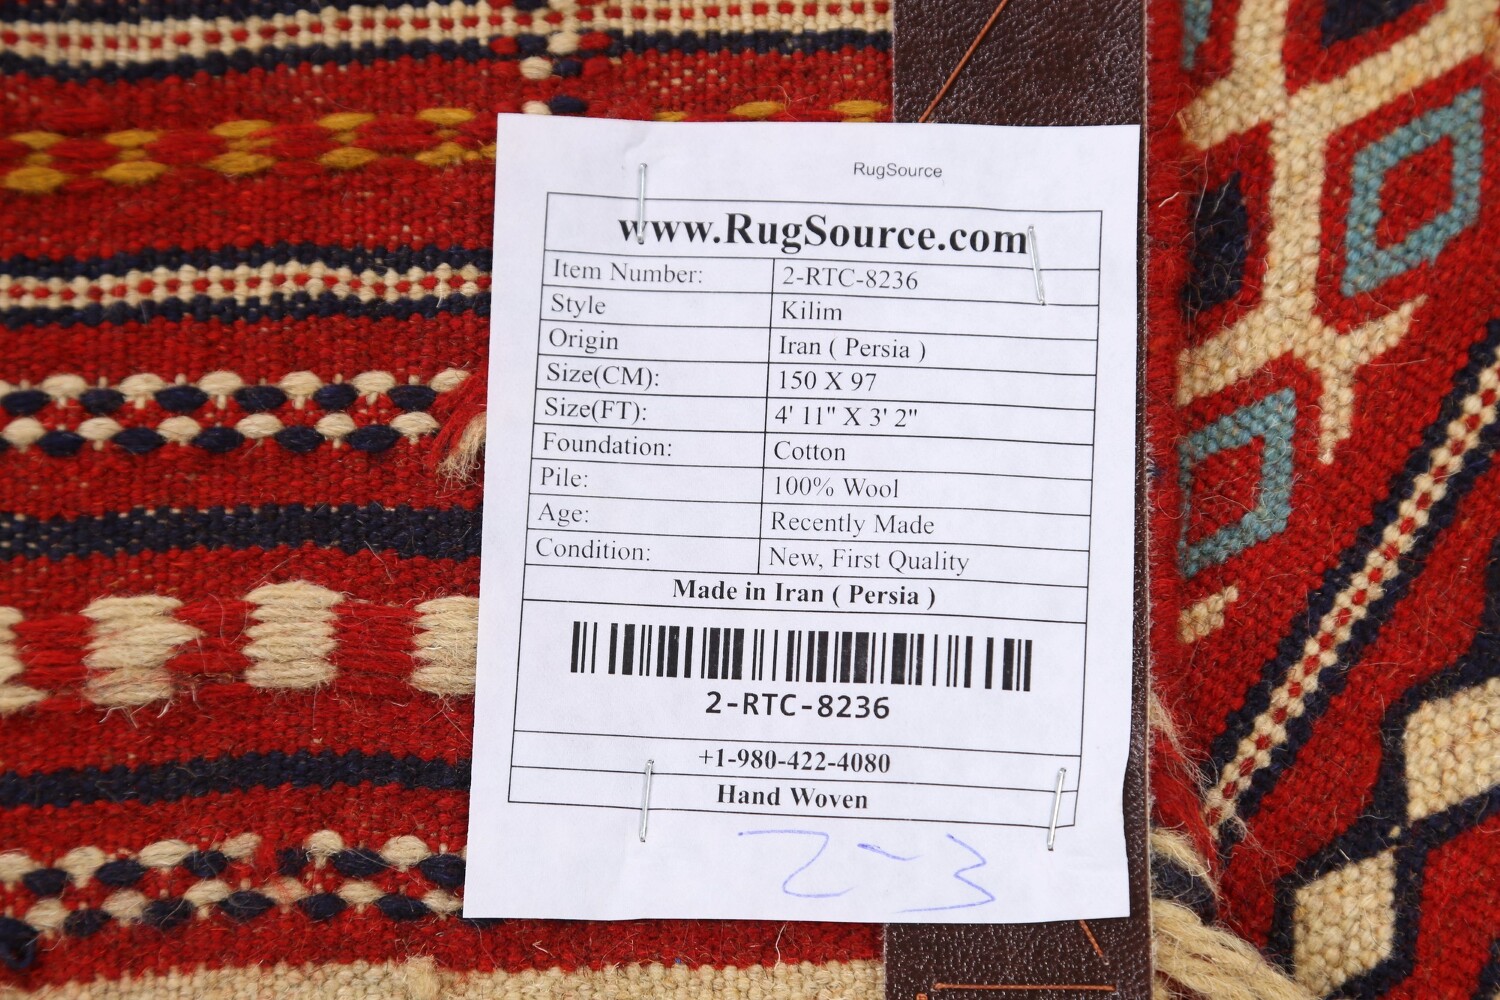 RugSource
www.RugSource.com
Item Number: 2-RTC-8236
Style Kilim
Origin Iran ( Persia )
Size(CM): 150 X 97
Size(FT): 4' 11" X 3' 2"
Foundation: Cotton
Pile: 100% Wool
Age: Recently Made
Condition: New, First Quality
Made in Iran ( Persia )
2-RTC-8236
+1-980-422-4080
Hand Woven
2-3